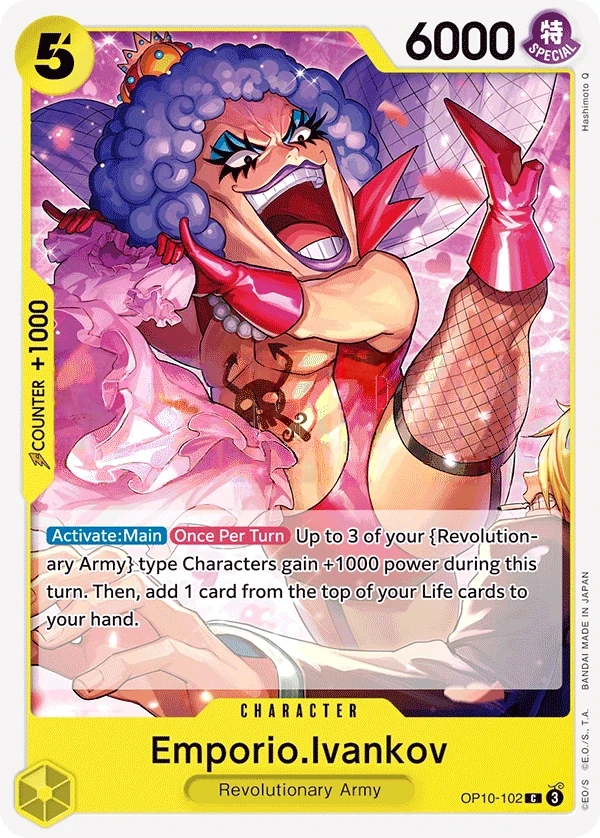 5
6000
特
SPECIAL
Hashimoto Q
COUNTER +1000
Activate:Main Once Per Turn Up to 3 of your {Revolution-
ary Army} type Characters gain +1000 power during this
turn. Then, add 1 card from the top of your Life cards to
your hand.
CHARACTER
Emporio.Ivankov
Revolutionary Army
OP10-102 C 3
©EO/S ©E.O./S., T.A. BANDAI MADE IN JAPAN